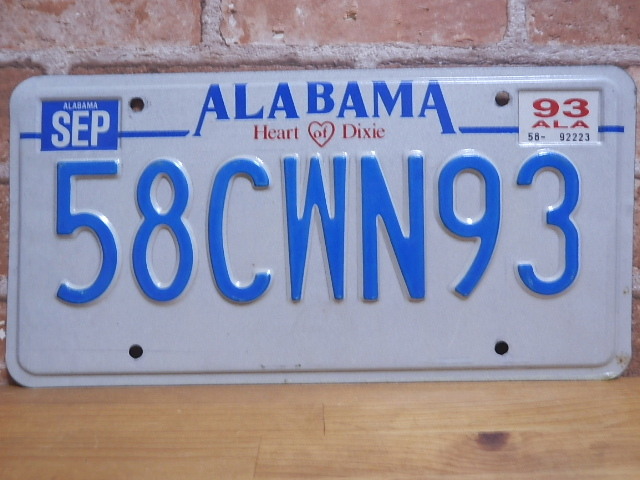 ALABAMA
SEP
ALABAMA
Heart of Dixie
93
ALA
58- 92223
58CWN93